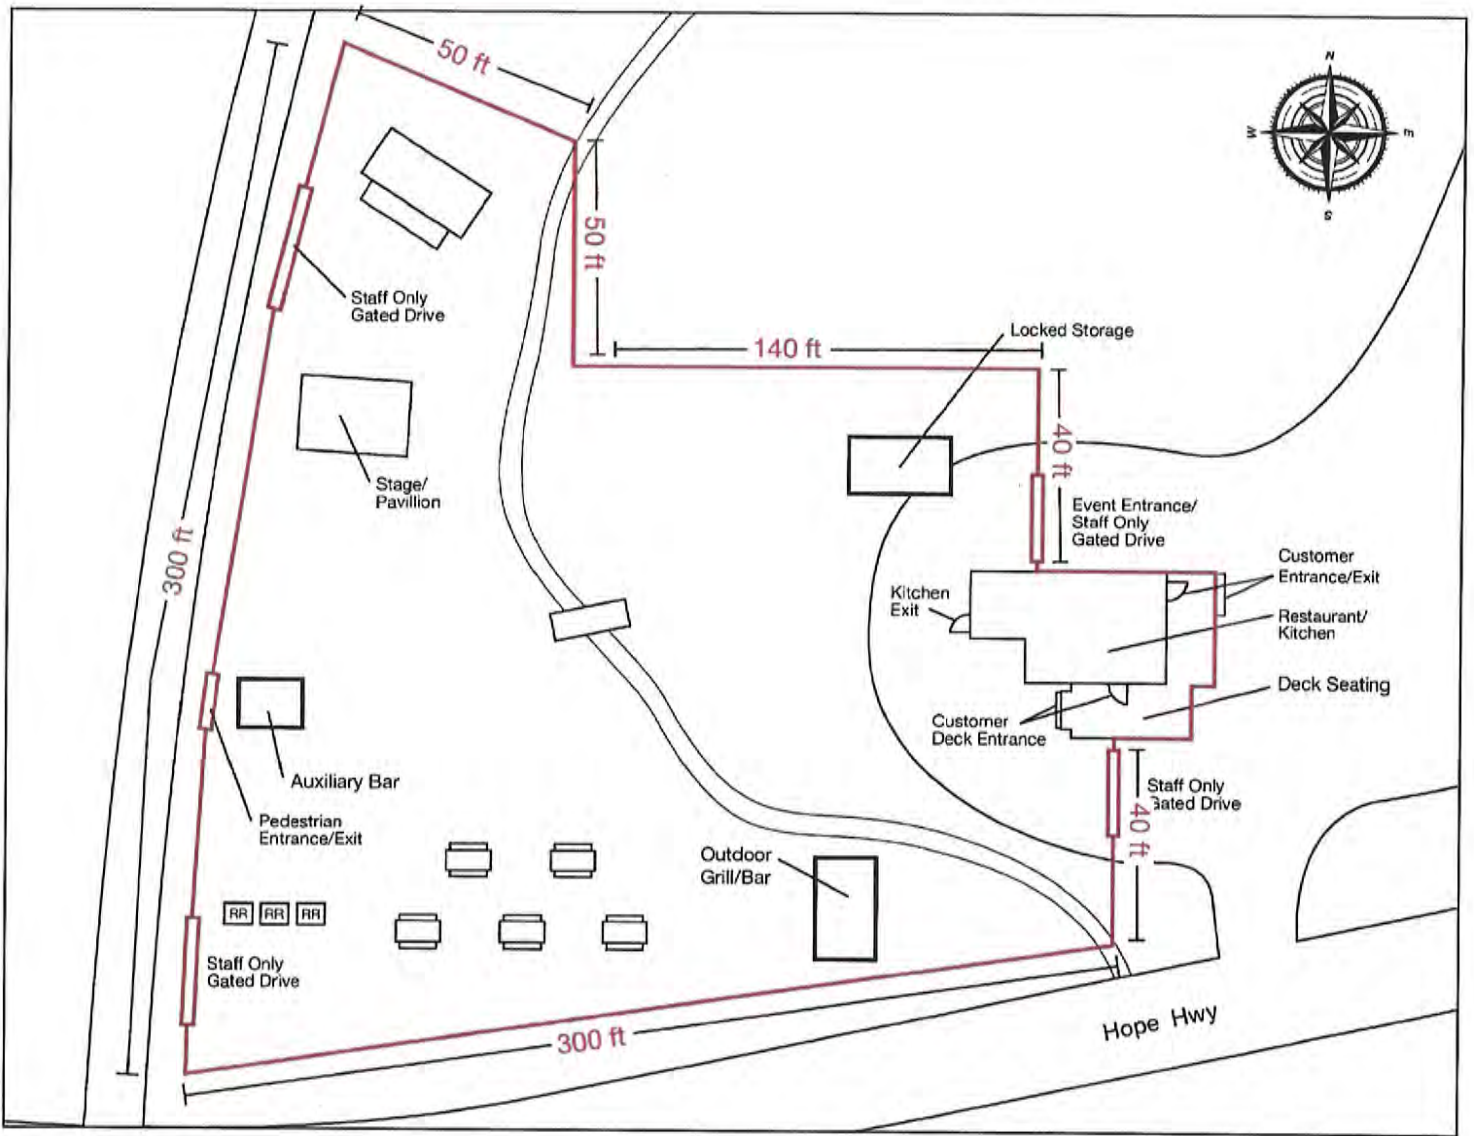 50 ft
N
W
E
S
50 ft
Staff Only
Gated Drive
Locked Storage
140 ft
40 ft
Stage/
Pavillion
Event Entrance/
Staff Only
Gated Drive
300 ft
Customer
Entrance/Exit
Kitchen
Exit
Restaurant/
Kitchen
Deck Seating
Customer
Deck Entrance
Auxiliary Bar
Staff Only
Gated Drive
40 ft
Pedestrian
Entrance/Exit
Outdoor
Grill/Bar
RR RR RR
Staff Only
Gated Drive
Hope Hwy
300 ft